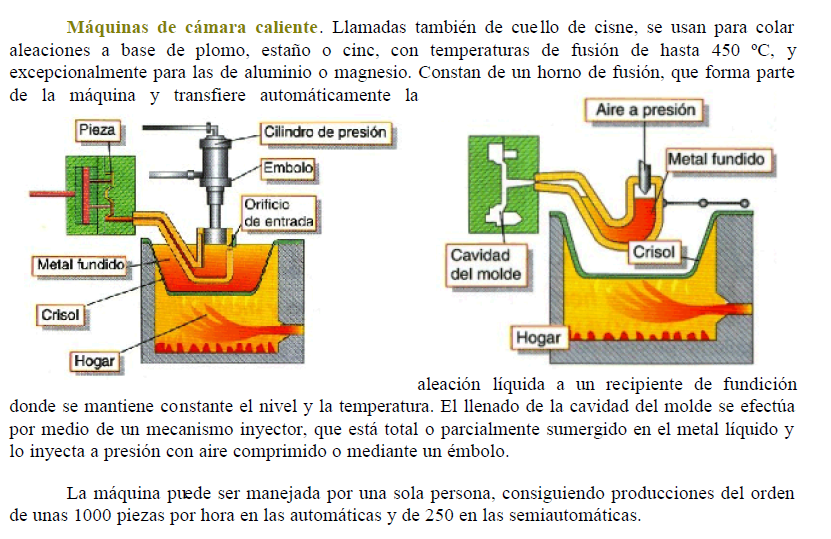 Máquinas de cámara caliente. Llamadas también de cuello de cisne, se usan para colar
aleaciones a base de plomo, estaño o cinc, con temperaturas de fusión de hasta 450 ºC, y
excepcionalmente para las de aluminio o magnesio. Constan de un horno de fusión, que forma parte
de la máquina y transfiere automáticamente la
Pieza
Cilindro de presión
Embolo
Orificio
de entrada
Metal fundido
Crisol
Hogar
Aire a presión
Metal fundido
Crisol
Cavidad
del molde
Hogar
aleación líquida a un recipiente de fundición
donde se mantiene constante el nivel y la temperatura. El llenado de la cavidad del molde se efectúa
por medio de un mecanismo inyector, que está total o parcialmente sumergido en el metal líquido y
lo inyecta a presión con aire comprimido o mediante un émbolo.
La máquina puede ser manejada por una sola persona, consiguiendo producciones del orden
de unas 1000 piezas por hora en las automáticas y de 250 en las semiautomáticas.